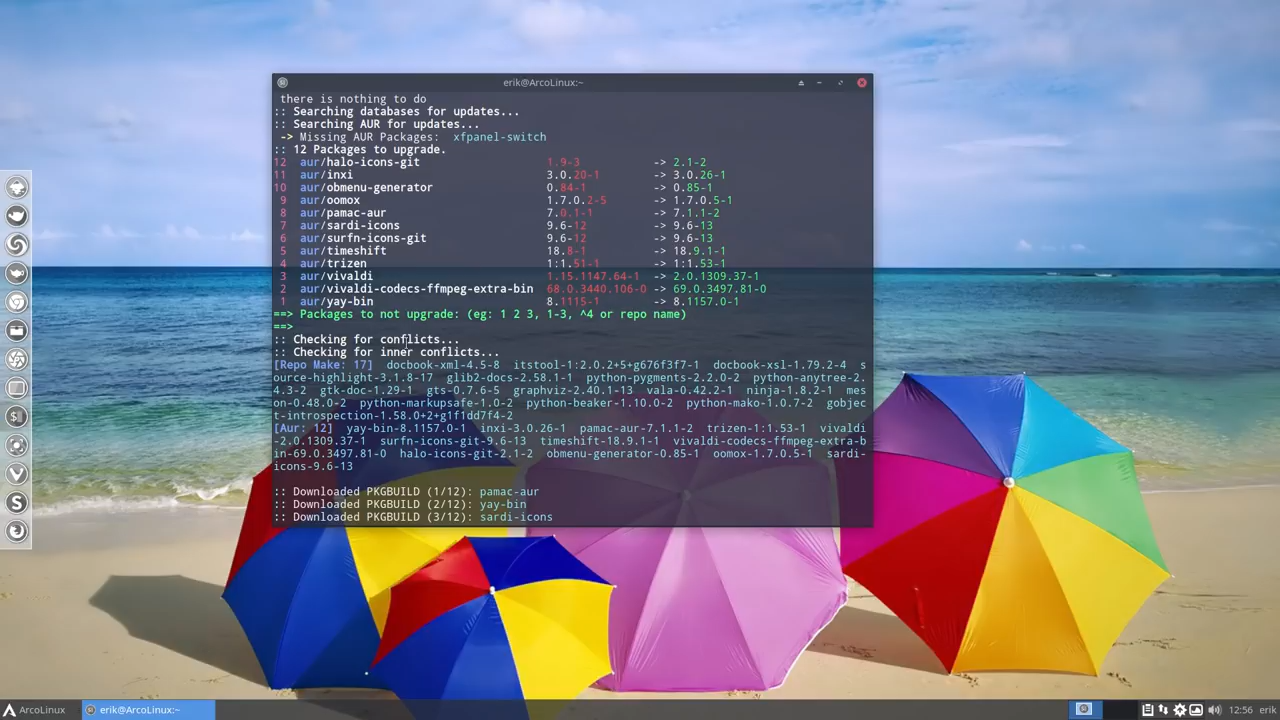 erik@ArcoLinux:~
there is nothing to do
:: Searching databases for updates...
:: Searching AUR for updates...
-> Missing AUR Packages:  xfpanel-switch
:: 12 Packages to upgrade.
12  aur/halo-icons-git  1.9-3  -> 2.1-2
11  aur/inxi  3.0.20-1  -> 3.0.26-1
10  aur/obmenu-generator  0.84-1  -> 0.85-1
9  aur/oomox  1.7.0.2-5  -> 1.7.0.5-1
8  aur/pamac-aur  7.0.1-1  -> 7.1.1-2
7  aur/sardi-icons  9.6-12  -> 9.6-13
6  aur/surfn-icons-git  9.6-12  -> 9.6-13
5  aur/timeshift  18.8-1  -> 18.9.1-1
4  aur/trizen  1:1.51-1  -> 1:1.53-1
3  aur/vivaldi  1.15.1147.64-1  -> 2.0.1309.37-1
2  aur/vivaldi-codecs-ffmpeg-extra-bin  68.0.3440.106-0  -> 69.0.3497.81-0
1  aur/yay-bin  8.1115-1  -> 8.1157.0-1
==> Packages to not upgrade: (eg: 1 2 3, 1-3, ^4 or repo name)
==>
:: Checking for conflicts...
:: Checking for inner conflicts...
[Repo Make: 17]  docbook-xml-4.5-8  itstool-1:2.0.2+5+g676f3f7-1  docbook-xsl-1.79.2-4  s
ource-highlight-3.1.8-17  glib2-docs-2.58.1-1  python-pygments-2.2.0-2  python-anytree-2.
4.3-2  gtk-doc-1.29-1  gts-0.7.6-5  graphviz-2.40.1-13  vala-0.42.2-1  ninja-1.8.2-1  mes
on-0.48.0-2  python-markupsafe-1.0-2  python-beaker-1.10.0-2  python-mako-1.0.7-2  gobjec
t-introspection-1.58.0+2+g1f1dd7f4-2
[Aur: 12]  yay-bin-8.1157.0-1  inxi-3.0.26-1  pamac-aur-7.1.1-2  trizen-1:1.53-1  vivaldi
-2.0.1309.37-1  surfn-icons-git-9.6-13  timeshift-18.9.1-1  vivaldi-codecs-ffmpeg-extra-b
in-69.0.3497.81-0  halo-icons-git-2.1-2  obmenu-generator-0.85-1  oomox-1.7.0.5-1  sardi-
icons-9.6-13
:: Downloaded PKGBUILD (1/12): pamac-aur
:: Downloaded PKGBUILD (2/12): yay-bin
:: Downloaded PKGBUILD (3/12): sardi-icons
ArcoLinux
erik@ArcoLinux:~
12:56
erik